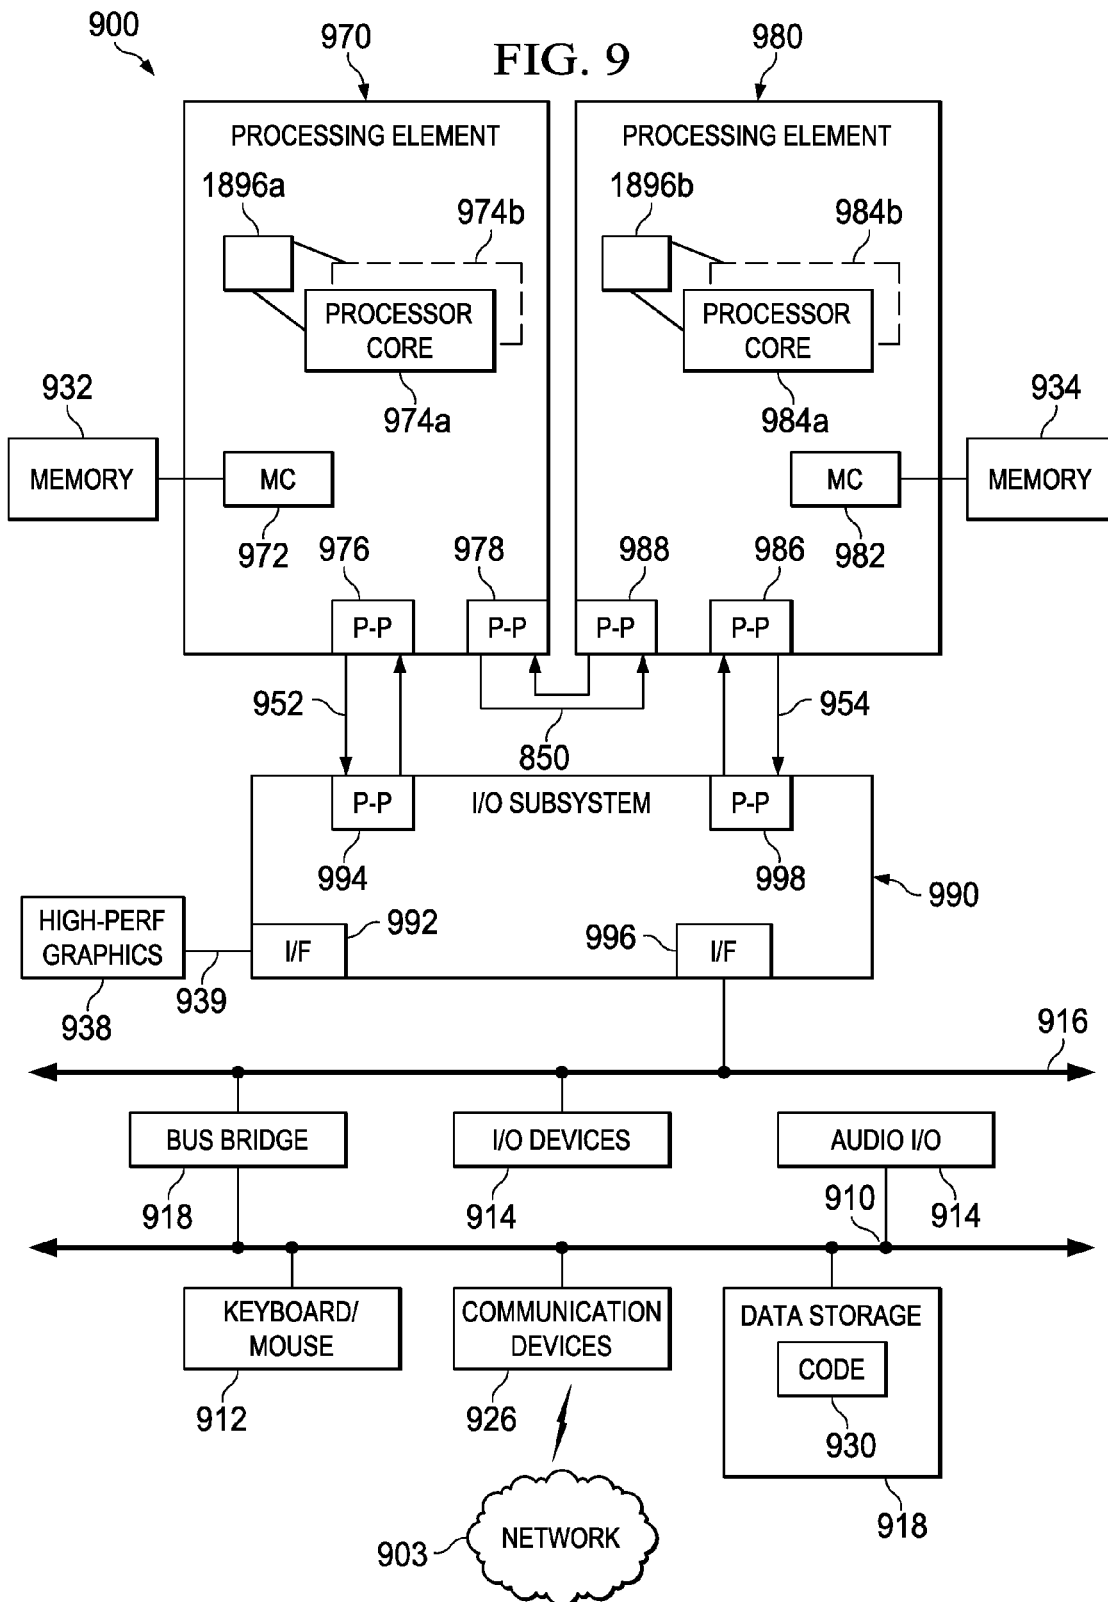 900
970
FIG. 9
980
PROCESSING ELEMENT
PROCESSING ELEMENT
1896a
974b
1896b
984b
PROCESSOR
CORE
PROCESSOR
CORE
932
974a
984a
934
MEMORY
MC
MC
MEMORY
972
976
978
988
986
982
P-P
P-P
P-P
P-P
952
850
954
P-P
I/O SUBSYSTEM
P-P
994
998
990
HIGH-PERF
GRAPHICS
992
996
I/F
I/F
939
938
916
BUS BRIDGE
I/O DEVICES
AUDIO I/O
918
914
910
914
KEYBOARD/
MOUSE
COMMUNICATION
DEVICES
DATA STORAGE
CODE
912
926
930
918
NETWORK
903